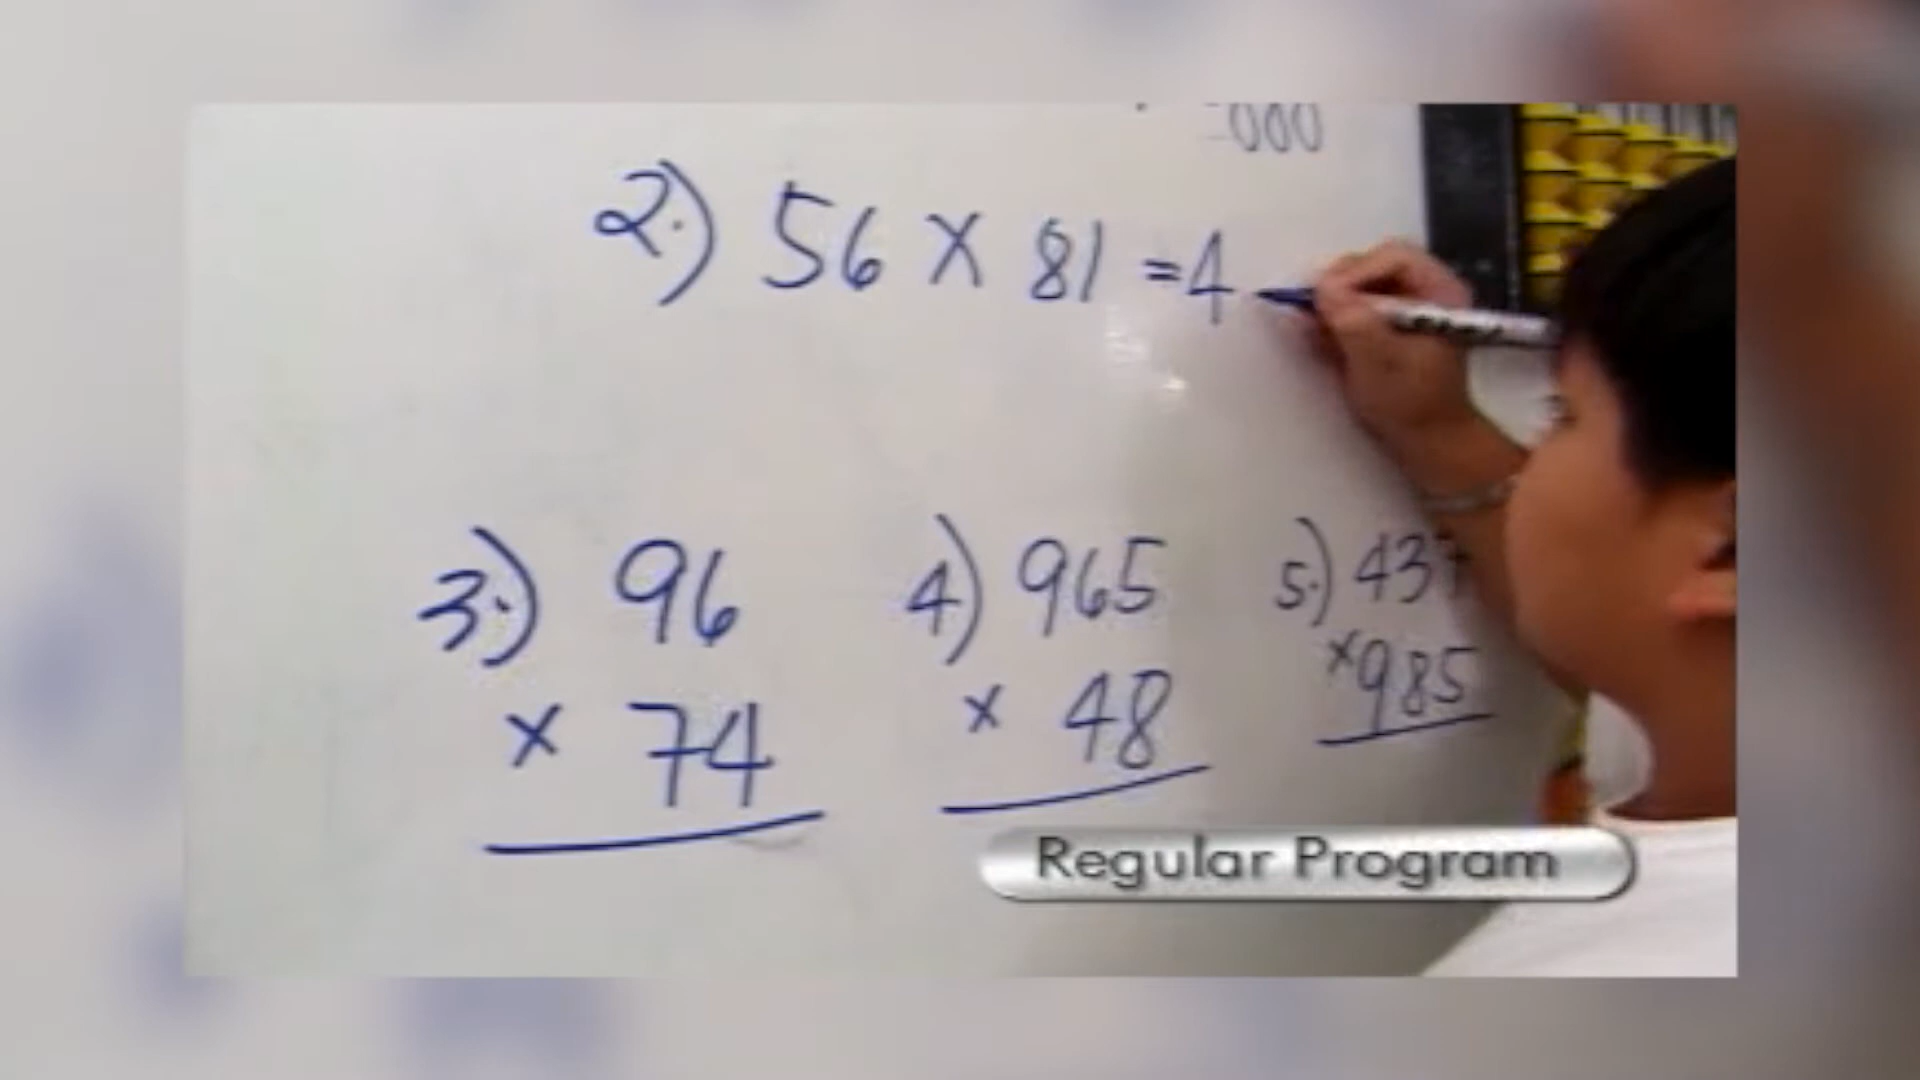 000
2.) 56 x 81 = 4
3.) 96
x 74
4) 965
x 48
5.) 437
x 985
Regular Program